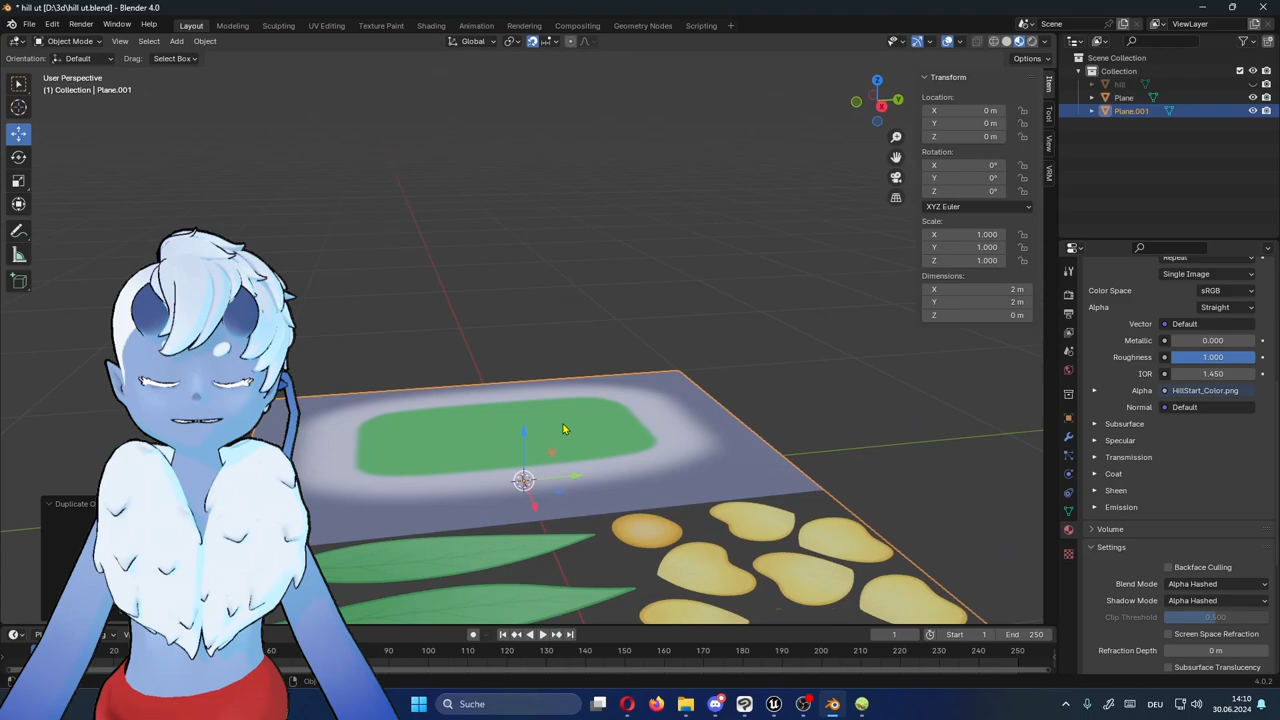 * hill ut [D:\3d\hill ut.blend] - Blender 4.0
File Edit Render Window Help Layout Modeling Sculpting UV Editing Texture Paint Shading Animation Rendering Compositing Geometry Nodes Scripting + Scene ViewLayer
Object Mode View Select Add Object Global
Orientation: Default Drag: Select Box Options
User Perspective
(1) Collection | Plane.001
Z
Y
X
Transform
Location:
X 0 m
Y 0 m
Z 0 m
Rotation:
X 0°
Y 0°
Z 0°
XYZ Euler
Scale:
X 1.000
Y 1.000
Z 1.000
Dimensions:
X 2 m
Y 2 m
Z 0 m
Item
Tool
View
VRM
Scene Collection
Collection
hill
Plane
Plane.001
Repeat
Single Image
Color Space sRGB
Alpha Straight
Vector Default
Metallic 0.000
Roughness 1.000
IOR 1.450
Alpha HillStart_Color.png
Normal Default
Subsurface
Specular
Transmission
Coat
Sheen
Emission
Volume
Settings
Backface Culling
Blend Mode Alpha Hashed
Shadow Mode Alpha Hashed
Clip Threshold 0.500
Screen Space Refraction
Refraction Depth 0 m
Subsurface Translucency
Duplicate O
1 Start 1 End 250
20 60 90 100 110 120 130 140 150 160 170 180 190 200 210 220 230 240 250
4.0.2
Suche
DEU
14:10
30.06.2024